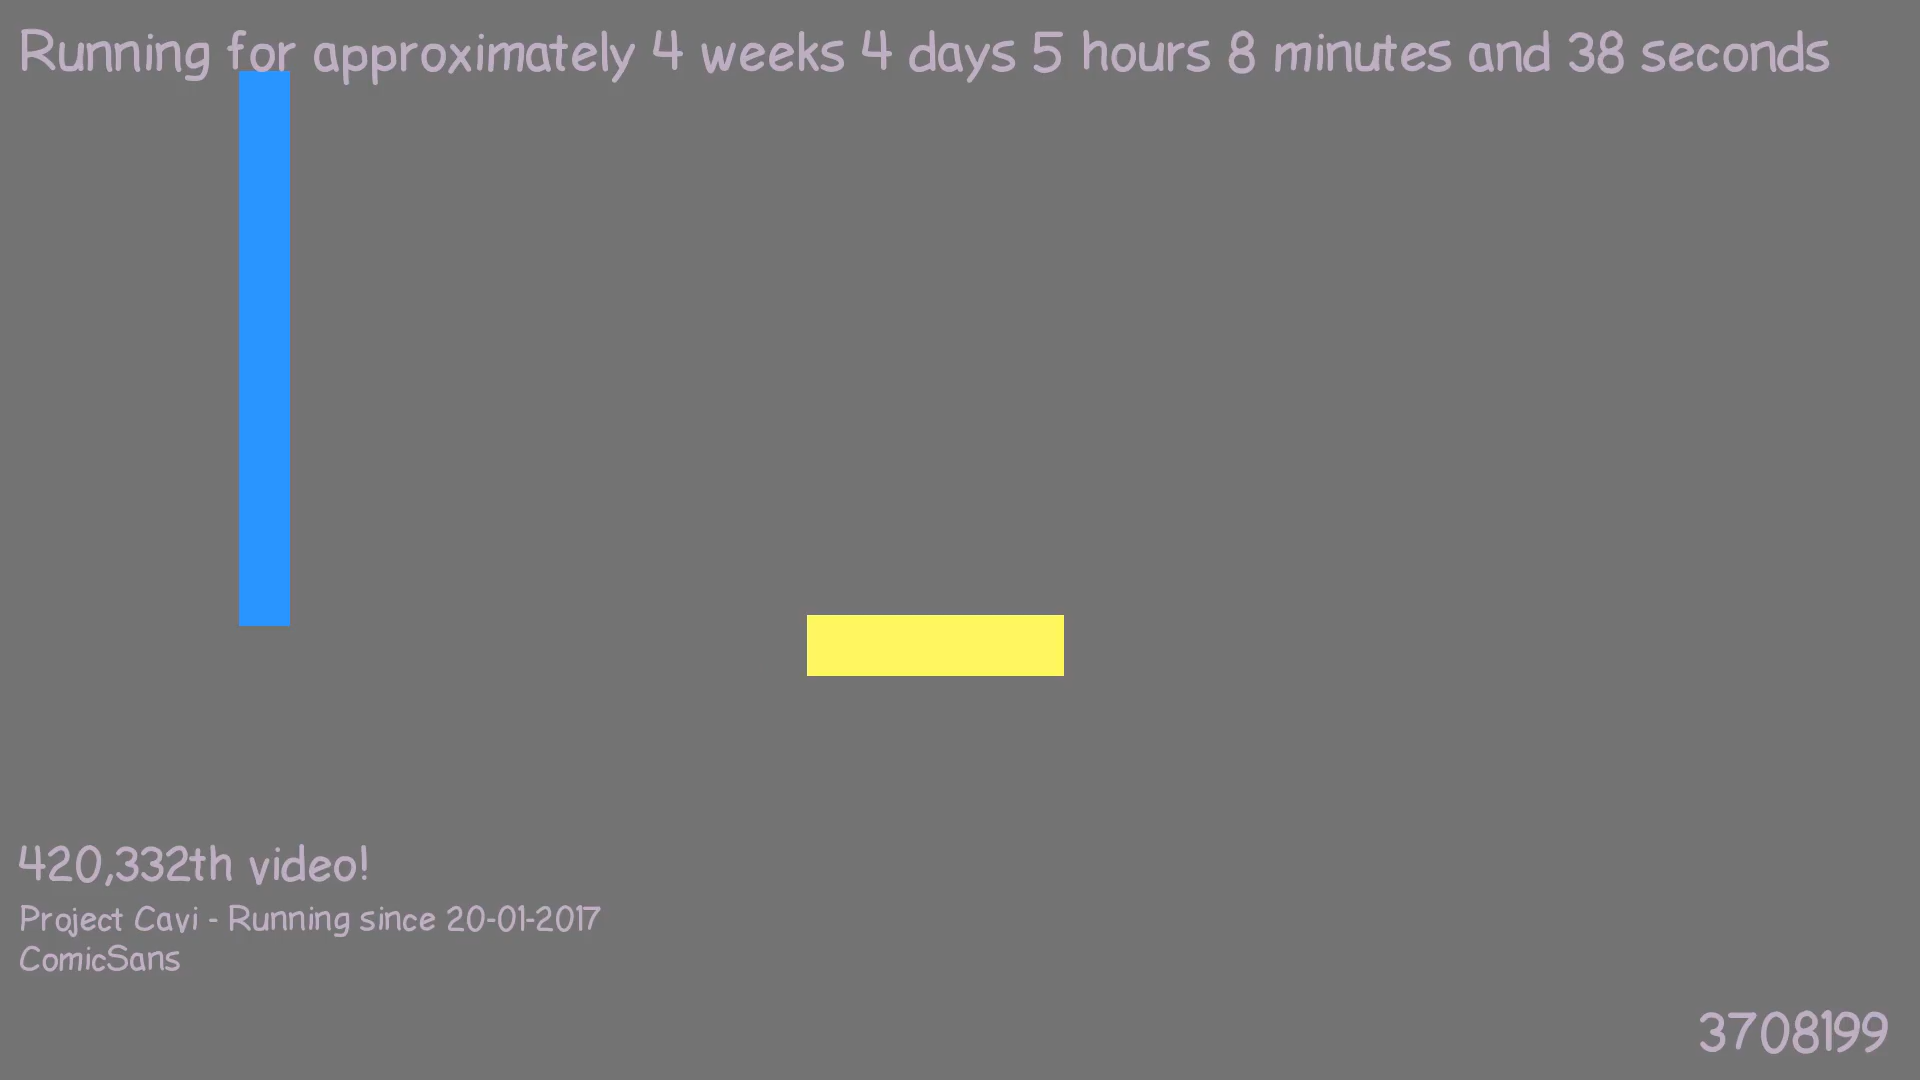 Running for approximately 4 weeks 4 days 5 hours 8 minutes and 38 seconds
420,332th video!
Project Cavi - Running since 20-01-2017
ComicSans
3708199